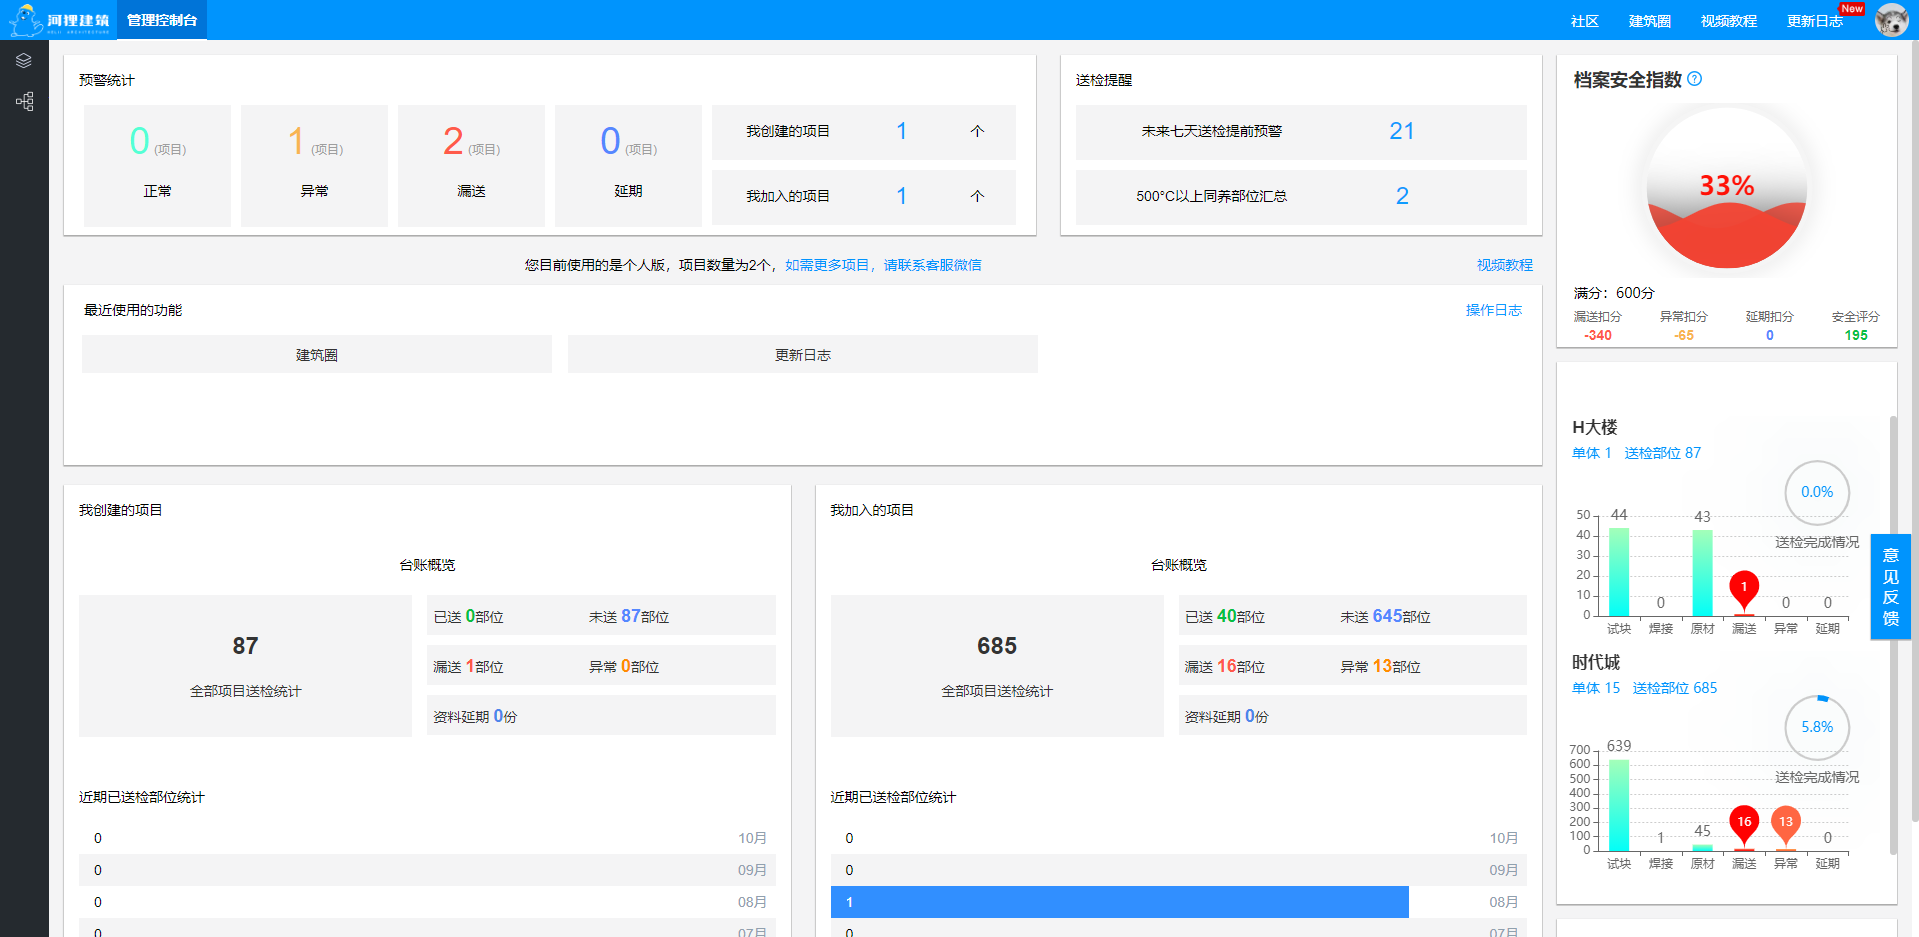 河狸建筑 管理控制台 社区 建筑圈 视频教程 更新日志 New
预警统计
0 (项目) 正常
1 (项目) 异常
2 (项目) 漏送
0 (项目) 延期
我创建的项目 1 个
我加入的项目 1 个
送检提醒
未来七天送检提前预警 21
500°C以上同养部位汇总 2
您目前使用的是个人版，项目数量为2个，如需更多项目，请联系客服微信
视频教程
最近使用的功能
操作日志
建筑圈
更新日志
我创建的项目
台账概览
87
全部项目送检统计
已送 0部位 未送 87部位
漏送 1部位 异常 0部位
资料延期 0份
近期已送检部位统计
0 10月
0 09月
0 08月
0 07月
我加入的项目
台账概览
685
全部项目送检统计
已送 40部位 未送 645部位
漏送 16部位 异常 13部位
资料延期 0份
近期已送检部位统计
0 10月
0 09月
1 08月
0 07月
档案安全指数 ?
33%
满分：600分
漏送扣分 异常扣分 延期扣分 安全评分
-340 -65 0 195
H大楼
单体 1 送检部位 87
0.0%
送检完成情况
50
40
30
20
10
0
44 0 43 1 0 0
试块 焊接 原材 漏送 异常 延期
时代城
单体 15 送检部位 685
5.8%
送检完成情况
700
600
500
400
300
200
100
0
639 1 45 16 13 0
试块 焊接 原材 漏送 异常 延期
意见反馈